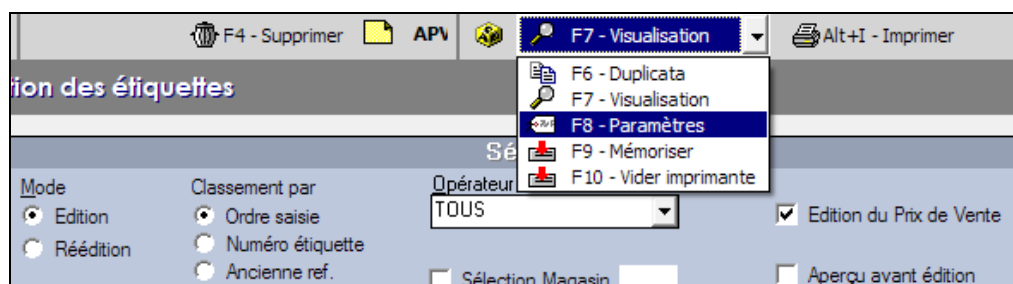 F4 - Supprimer APV F7 - Visualisation Alt+I - Imprimer
F6 - Duplicata
F7 - Visualisation
F8 - Paramètres
F9 - Mémoriser
F10 - Vider imprimante
tion des étiquettes
Sé
Mode Classement par Opérateur
Edition Ordre saisie TOUS Edition du Prix de Vente
Réédition Numéro étiquette
Ancienne ref. Sélection Magasin Aperçu avant édition